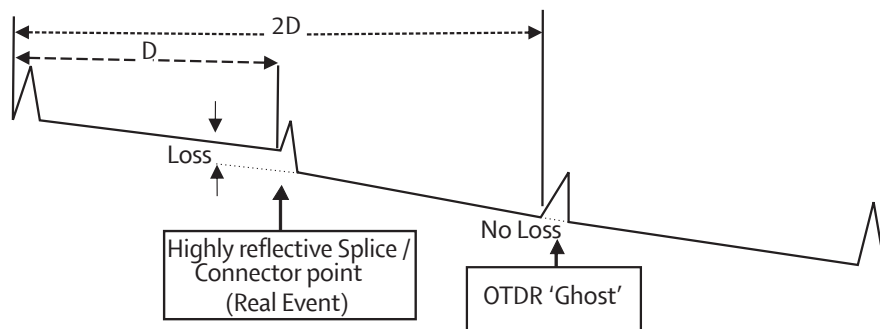 2D
D
Loss
No Loss
Highly reflective Splice /
Connector point
(Real Event)
OTDR ‘Ghost’